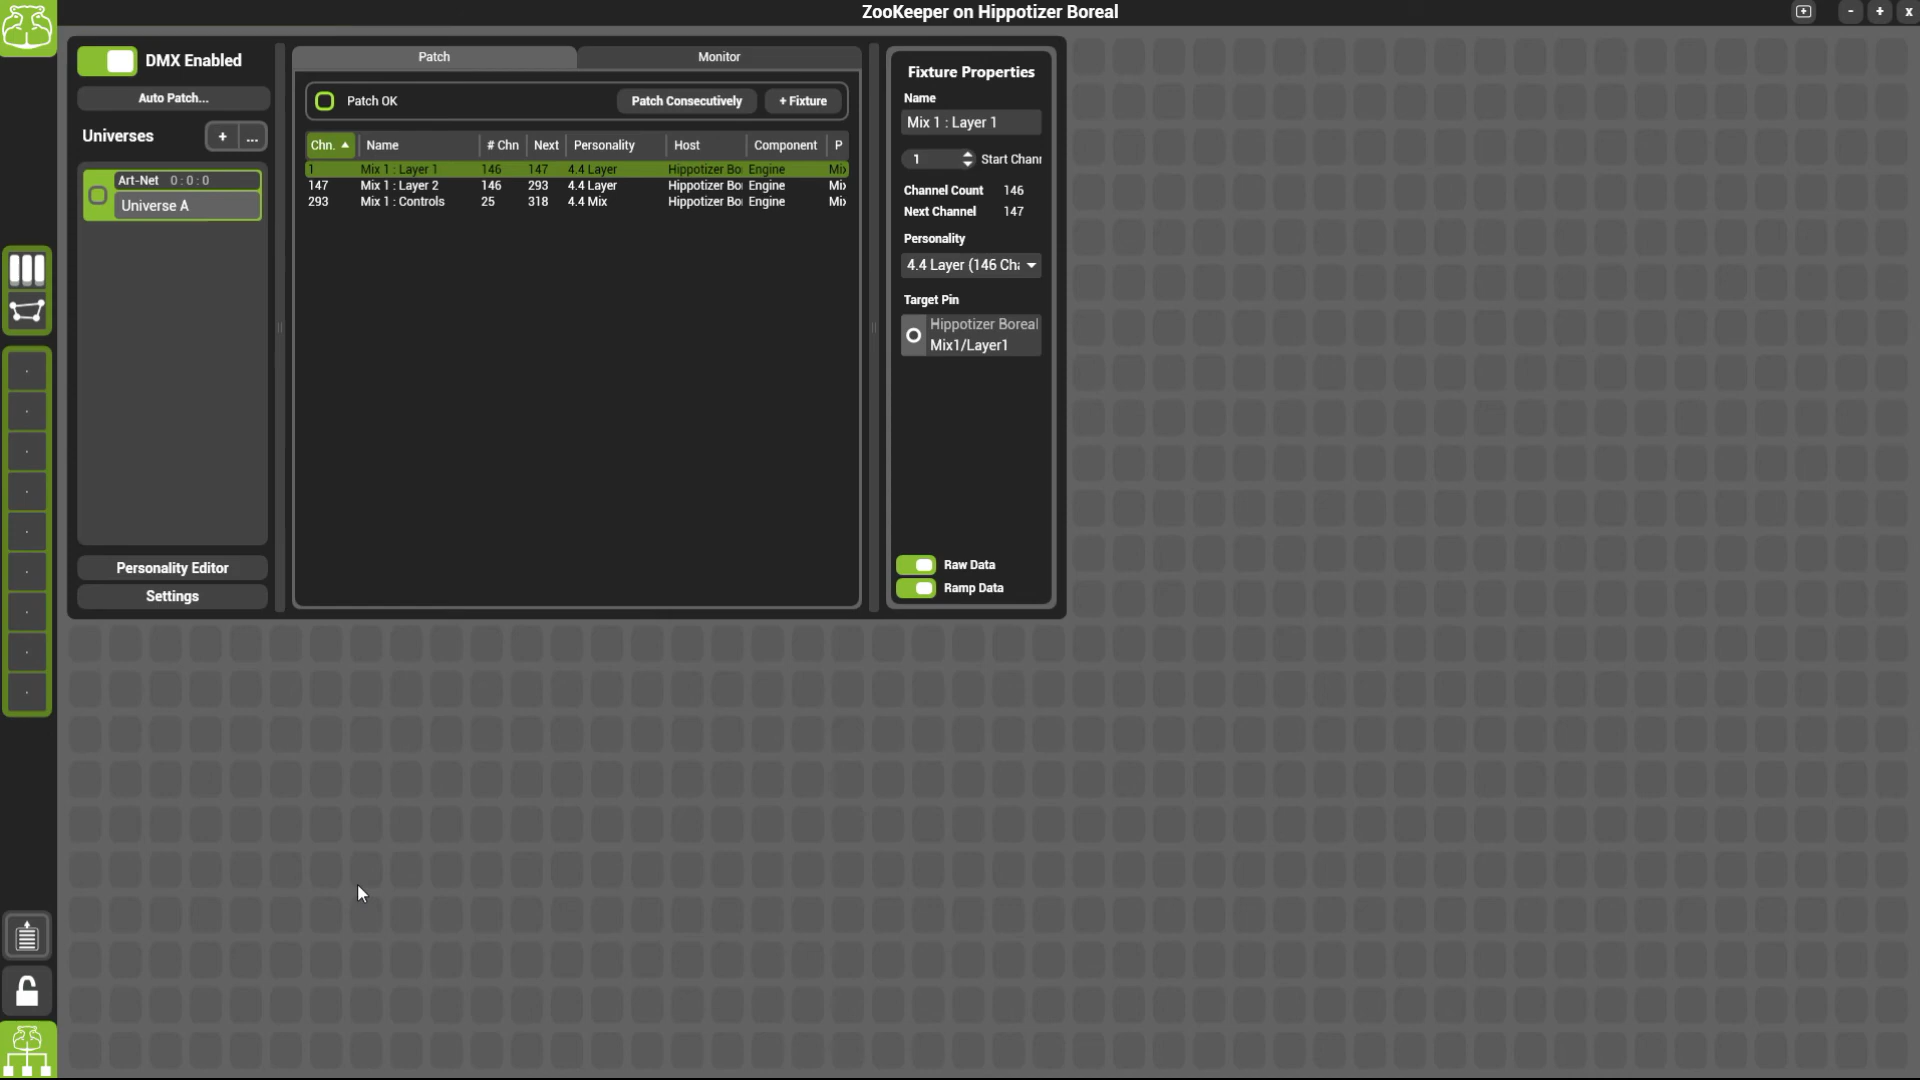 ZooKeeper on Hippotizer Boreal
- + x
DMX Enabled
Auto Patch...
Universes + ...
Art-Net 0 : 0 : 0
Universe A
Personality Editor
Settings
Patch Monitor
Patch OK Patch Consecutively + Fixture
Chn. Name # Chn Next Personality Host Component P
1 Mix 1 : Layer 1 146 147 4.4 Layer Hippotizer Bo Engine Mix
147 Mix 1 : Layer 2 146 293 4.4 Layer Hippotizer Bo Engine Mix
293 Mix 1 : Controls 25 318 4.4 Mix Hippotizer Bo Engine Mix
Fixture Properties
Name
Mix 1 : Layer 1
1 Start Chann
Channel Count 146
Next Channel 147
Personality
4.4 Layer (146 Cha
Target Pin
Hippotizer Boreal
Mix1/Layer1
Raw Data
Ramp Data